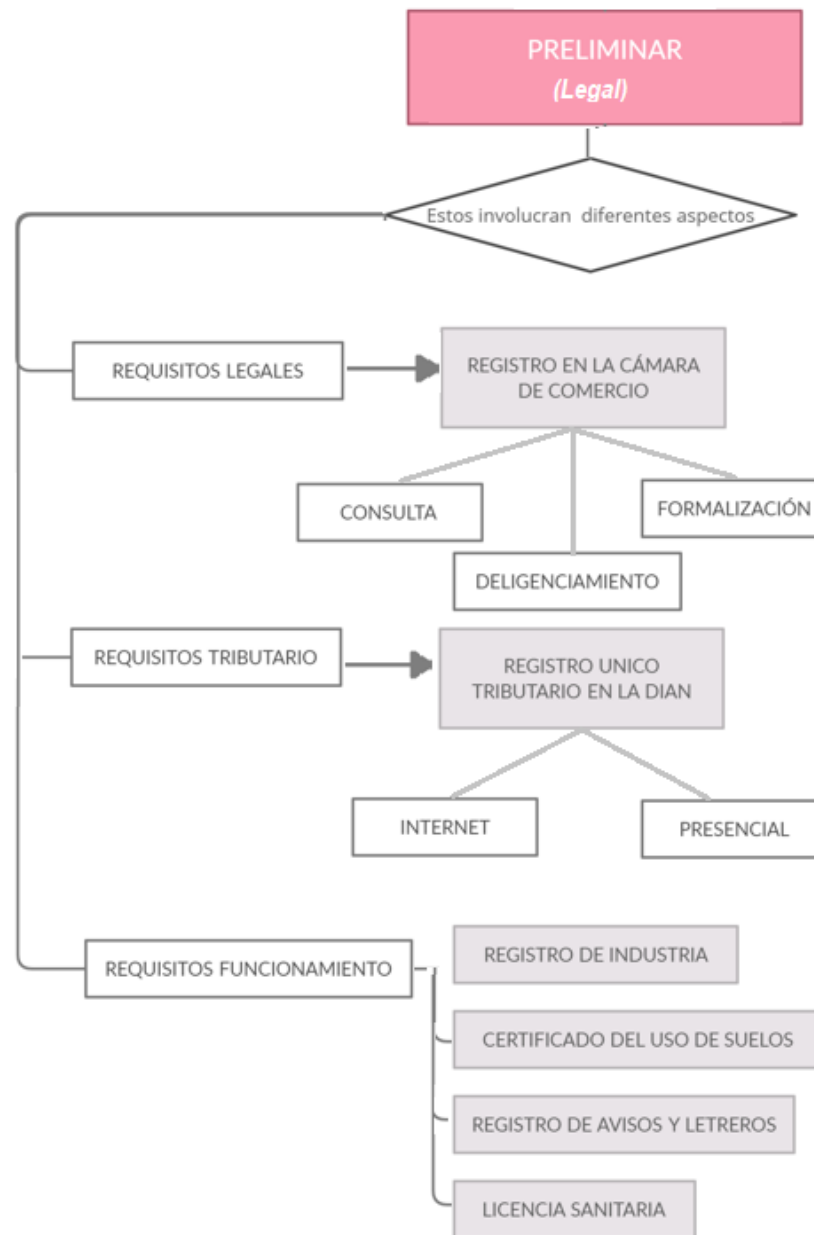 PRELIMINAR
(Legal)
Estos involucran diferentes aspectos
REQUISITOS LEGALES
REGISTRO EN LA CÁMARA
DE COMERCIO
CONSULTA
FORMALIZACIÓN
DELIGENCIAMIENTO
REQUISITOS TRIBUTARIO
REGISTRO UNICO
TRIBUTARIO EN LA DIAN
INTERNET
PRESENCIAL
REQUISITOS FUNCIONAMIENTO
REGISTRO DE INDUSTRIA
CERTIFICADO DEL USO DE SUELOS
REGISTRO DE AVISOS Y LETREROS
LICENCIA SANITARIA